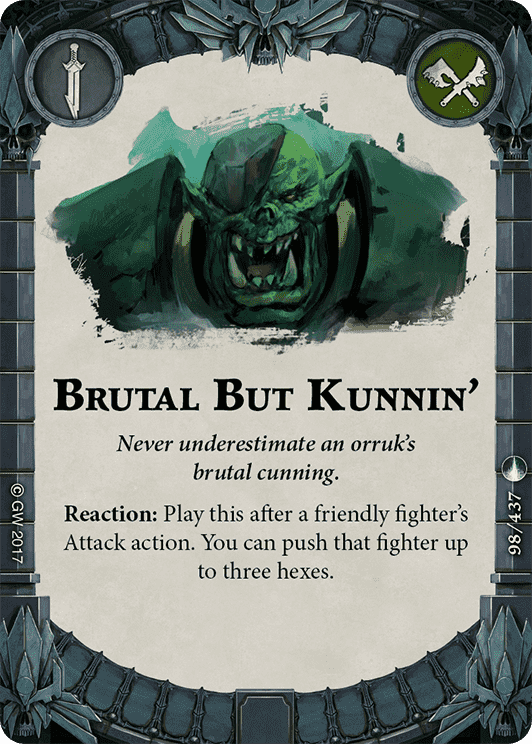 BRUTAL BUT KUNNIN’
Never underestimate an orruk’s
brutal cunning.
Reaction: Play this after a friendly fighter’s
Attack action. You can push that fighter up
to three hexes.
© GW 2017
98/437